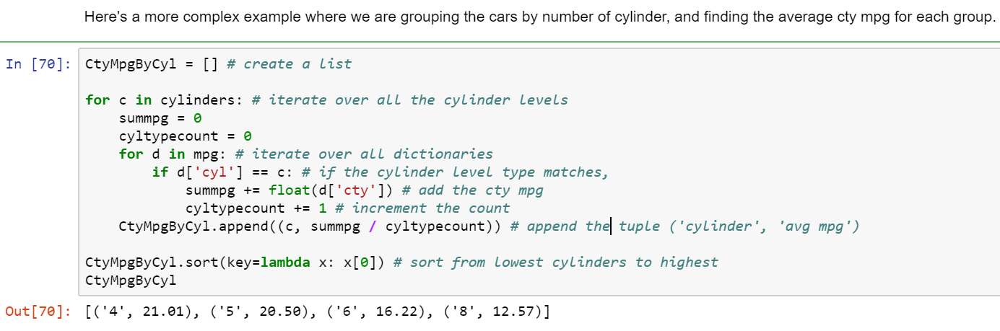 Here's a more complex example where we are grouping the cars by number of cylinder, and finding the average cty mpg for each group.
In [70]: CtyMpgByCyl = [] # create a list
for c in cylinders: # iterate over all the cylinder levels
    summpg = 0
    cyltypecount = 0
    for d in mpg: # iterate over all dictionaries
        if d['cyl'] == c: # if the cylinder level type matches,
            summpg += float(d['cty']) # add the cty mpg
            cyltypecount += 1 # increment the count
    CtyMpgByCyl.append((c, summpg / cyltypecount)) # append the tuple ('cylinder', 'avg mpg')
CtyMpgByCyl.sort(key=lambda x: x[0]) # sort from lowest cylinders to highest
CtyMpgByCyl
Out[70]: [('4', 21.01), ('5', 20.50), ('6', 16.22), ('8', 12.57)]